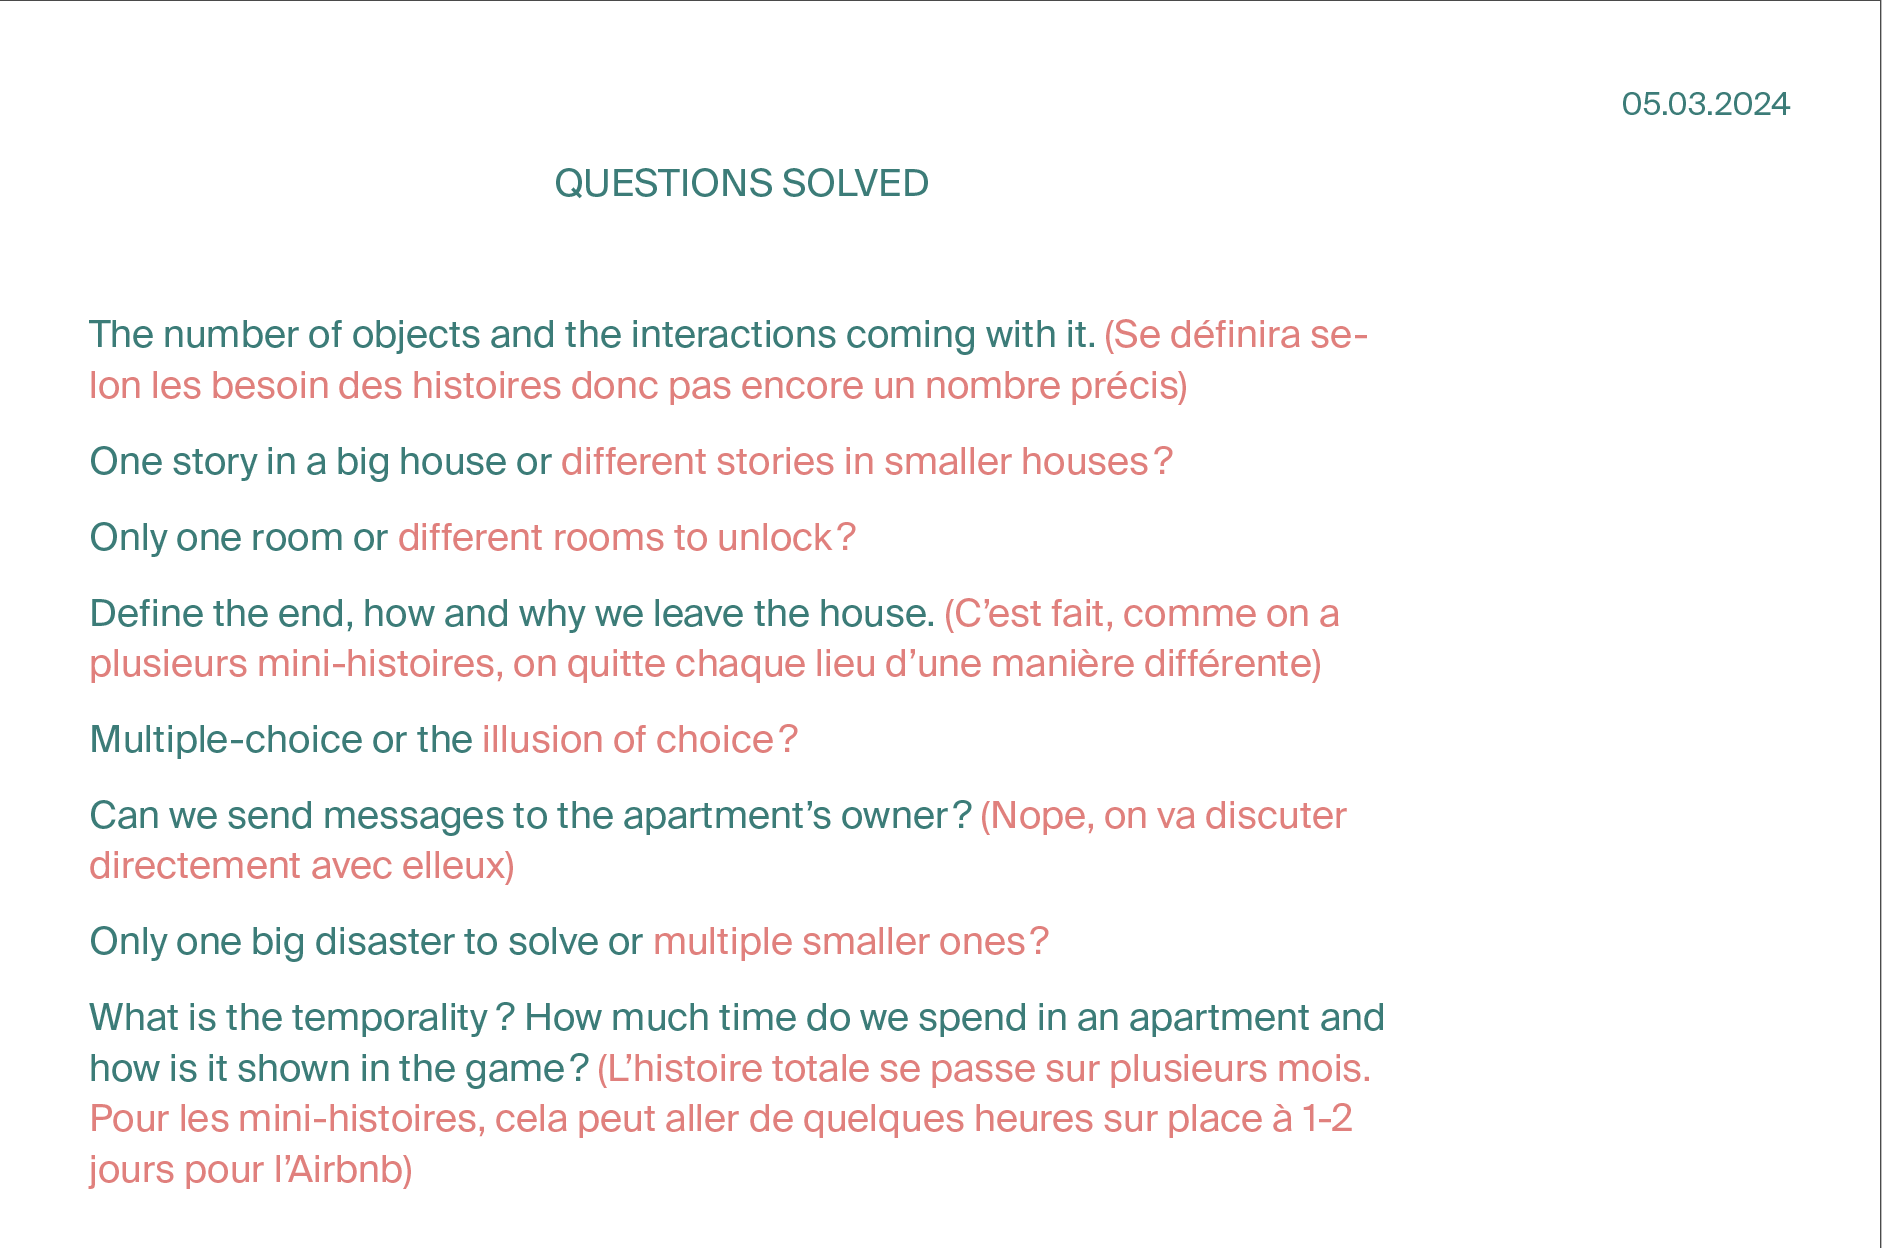 05.03.2024
QUESTIONS SOLVED
The number of objects and the interactions coming with it. (Se définira se-
lon les besoin des histoires donc pas encore un nombre précis)
One story in a big house or different stories in smaller houses ?
Only one room or different rooms to unlock ?
Define the end, how and why we leave the house. (C’est fait, comme on a
plusieurs mini-histoires, on quitte chaque lieu d’une manière différente)
Multiple-choice or the illusion of choice ?
Can we send messages to the apartment’s owner ? (Nope, on va discuter
directement avec elleux)
Only one big disaster to solve or multiple smaller ones ?
What is the temporality ? How much time do we spend in an apartment and
how is it shown in the game ? (L’histoire totale se passe sur plusieurs mois.
Pour les mini-histoires, cela peut aller de quelques heures sur place à 1-2
jours pour l’Airbnb)